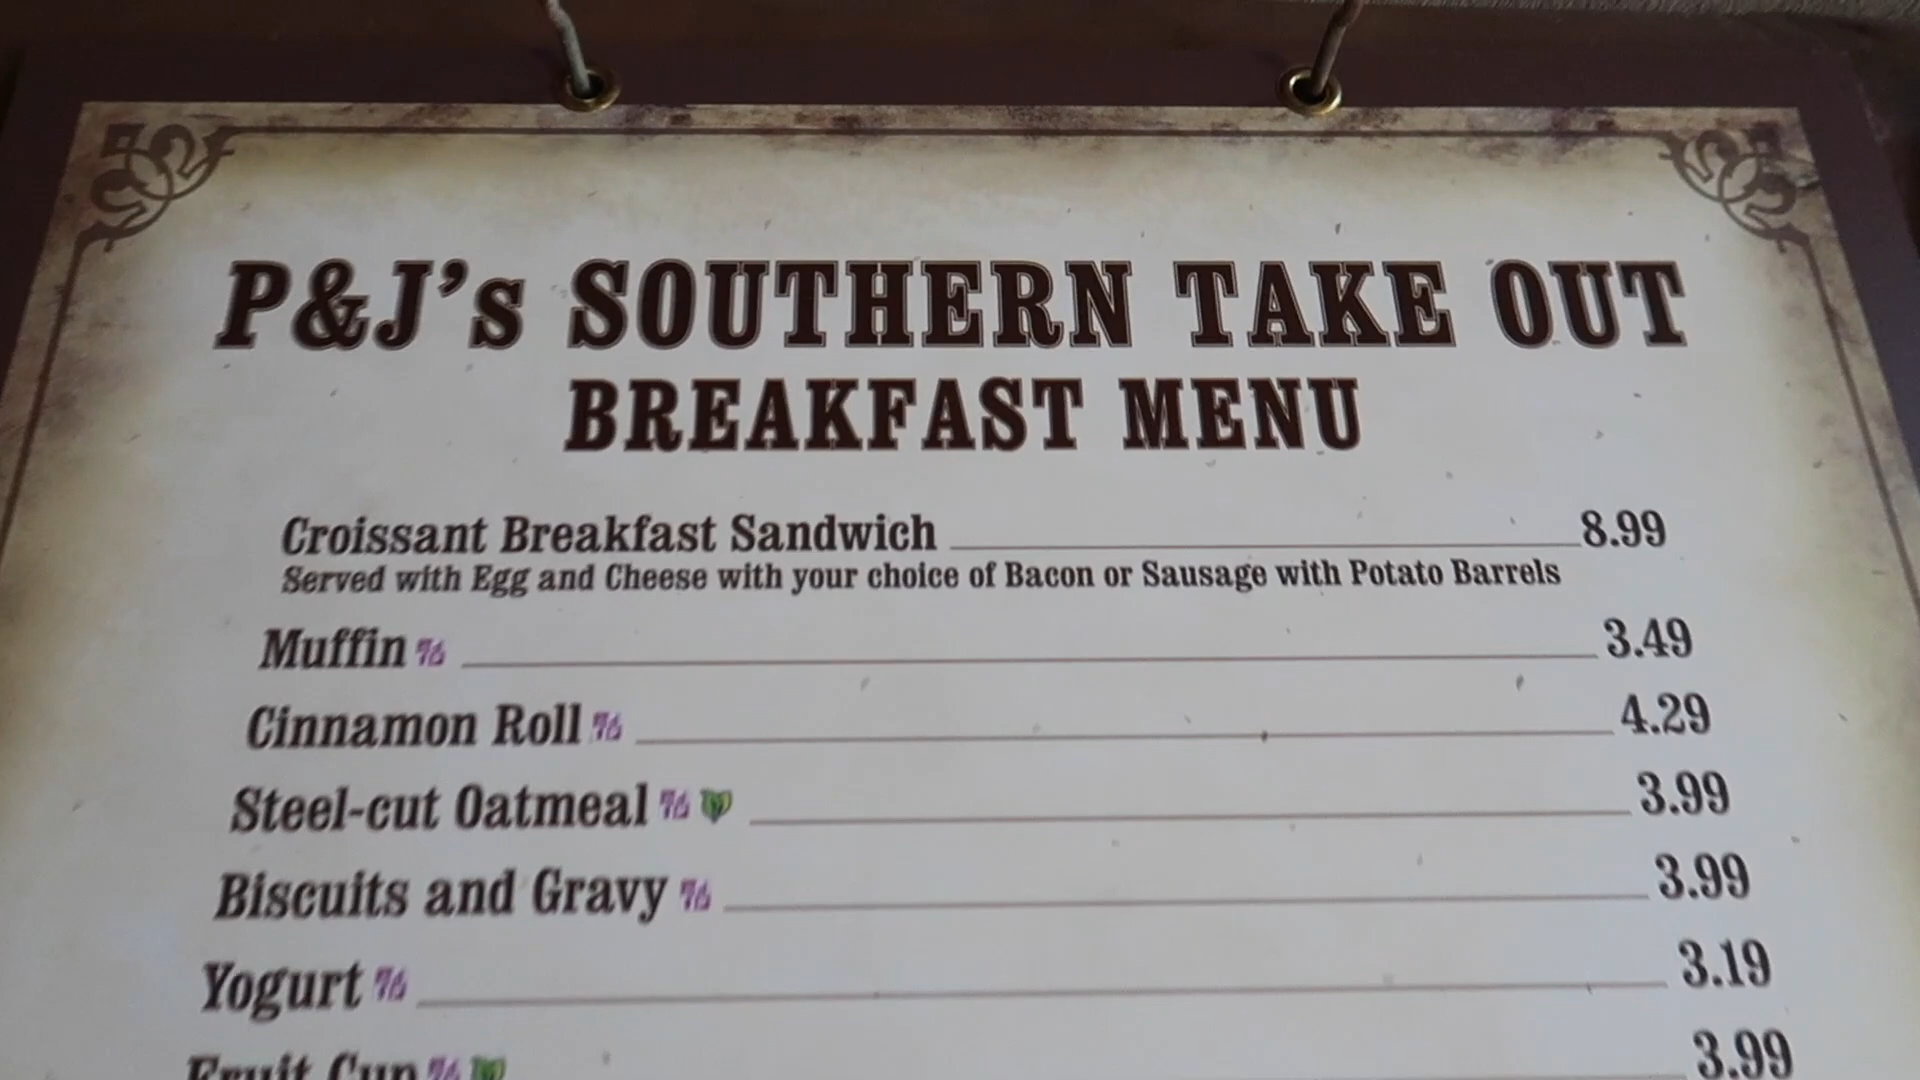 P&J's SOUTHERN TAKE OUT
BREAKFAST MENU
Croissant Breakfast Sandwich 8.99
Served with Egg and Cheese with your choice of Bacon or Sausage with Potato Barrels
Muffin 3.49
Cinnamon Roll 4.29
Steel-cut Oatmeal 3.99
Biscuits and Gravy 3.99
Yogurt 3.19
Fruit Cup 3.99